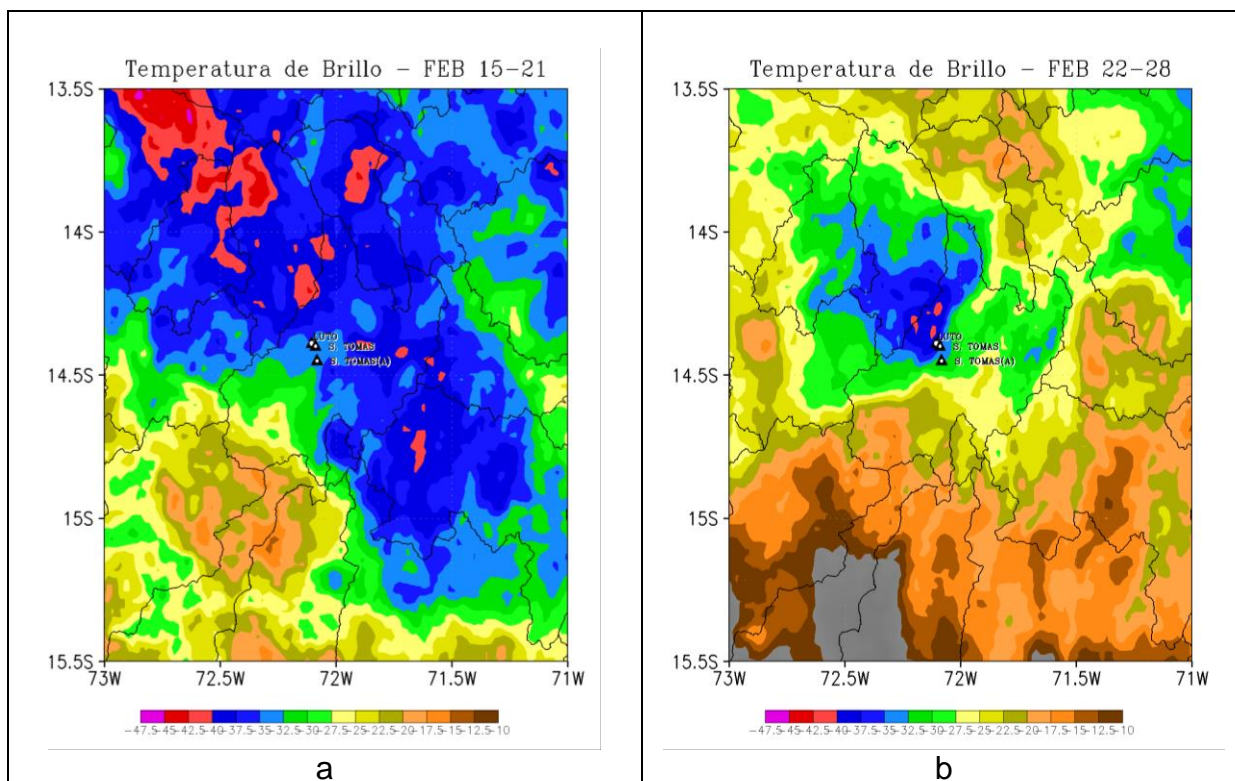 Temperatura de Brillo - FEB 15-21
13.5S
14S
S. TOMAS
S. TOMAS(A)
14.5S
15S
15.5S
73W 72.5W 72W 71.5W 71W
-47.5 -45 -42.5 -40 -37.5 -35 -32.5 -30 -27.5 -25 -22.5 -20 -17.5 -15 -12.5 -10
a
Temperatura de Brillo - FEB 22-28
13.5S
14S
S. TOMAS
S. TOMAS(A)
14.5S
15S
15.5S
73W 72.5W 72W 71.5W 71W
-47.5 -45 -42.5 -40 -37.5 -35 -32.5 -30 -27.5 -25 -22.5 -20 -17.5 -15 -12.5 -10
b